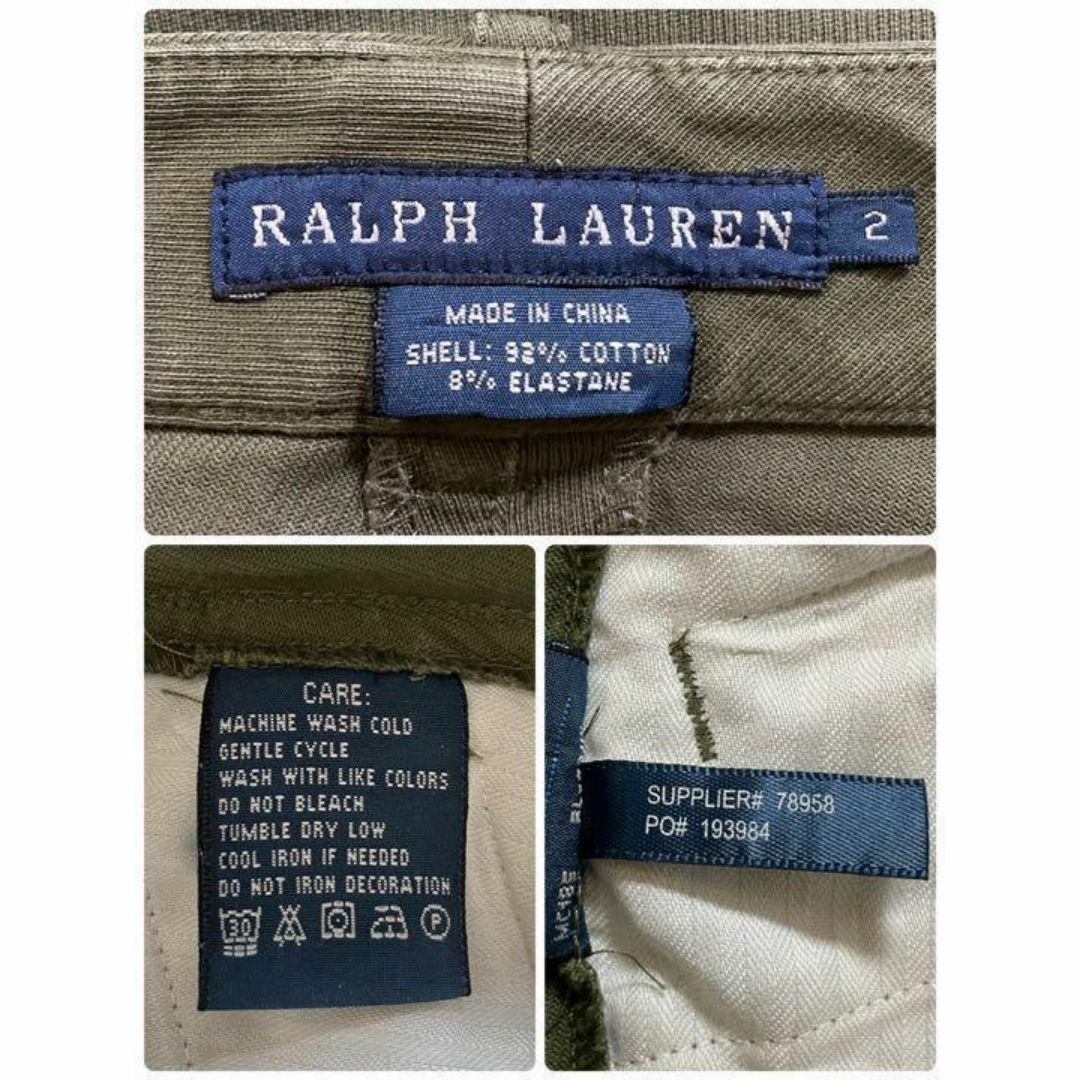 RALPH LAUREN 2
MADE IN CHINA
SHELL: 92% COTTON
8% ELASTANE
CARE:
MACHINE WASH COLD
GENTLE CYCLE
WASH WITH LIKE COLORS
DO NOT BLEACH
TUMBLE DRY LOW
COOL IRON IF NEEDED
DO NOT IRON DECORATION
30 P
SUPPLIER# 78958
PO# 193984